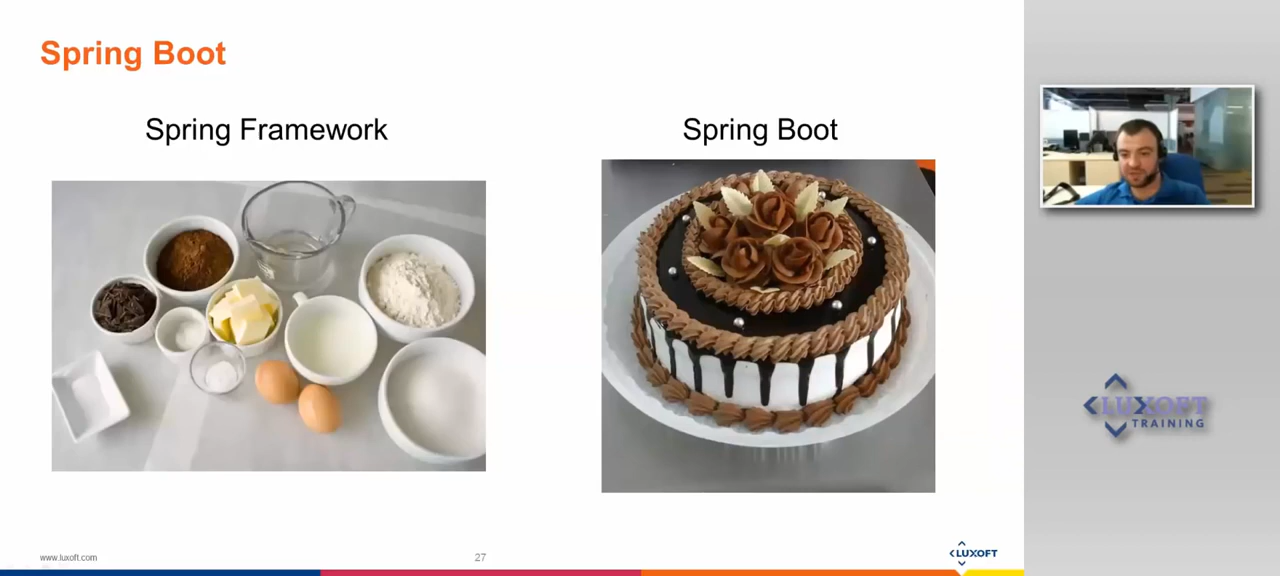 Spring Boot
Spring Framework
Spring Boot
LUXOFT
TRAINING
www.luxoft.com
27
LUXOFT